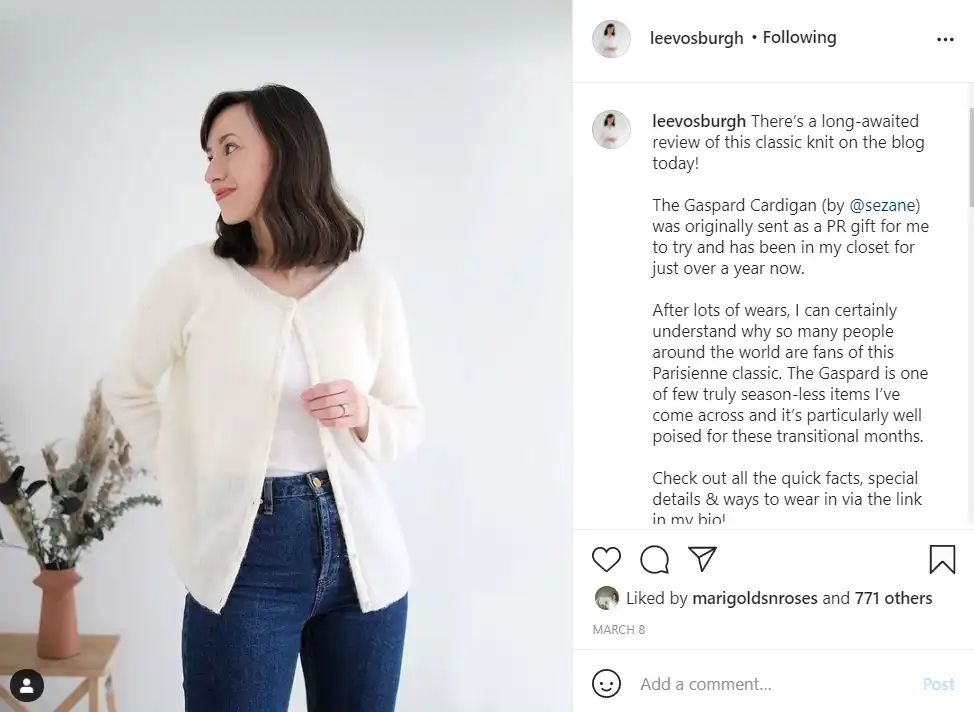 leevosburgh • Following
leevosburgh There's a long-awaited
review of this classic knit on the blog
today!
The Gaspard Cardigan (by @sezane)
was originally sent as a PR gift for me
to try and has been in my closet for
just over a year now.
After lots of wears, I can certainly
understand why so many people
around the world are fans of this
Parisienne classic. The Gaspard is one
of few truly season-less items I've
come across and it's particularly well
poised for these transitional months.
Check out all the quick facts, special
details & ways to wear in via the link
in my bio!
Liked by marigoldsnroses and 771 others
MARCH 8
Add a comment... Post